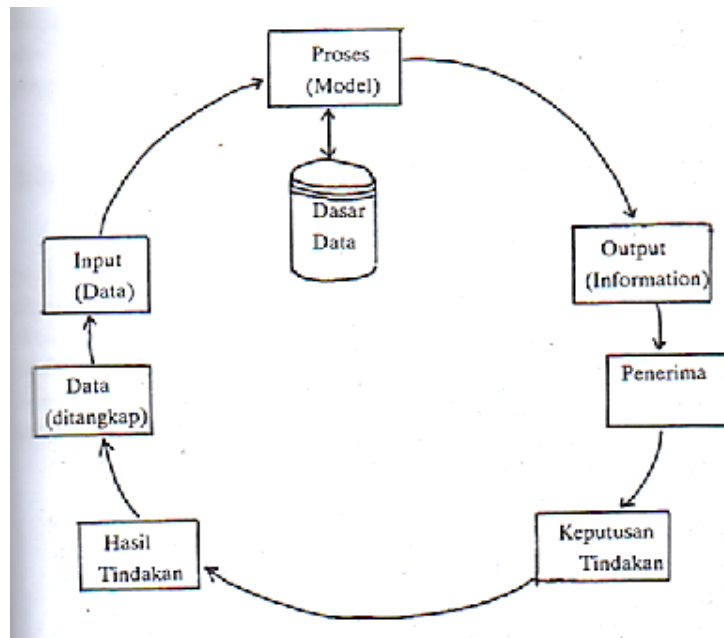 Proses
(Model)
Dasar
Data
Input
(Data)
Output
(Information)
Data
(ditangkap)
Penerima
Hasil
Tindakan
Keputusan
Tindakan